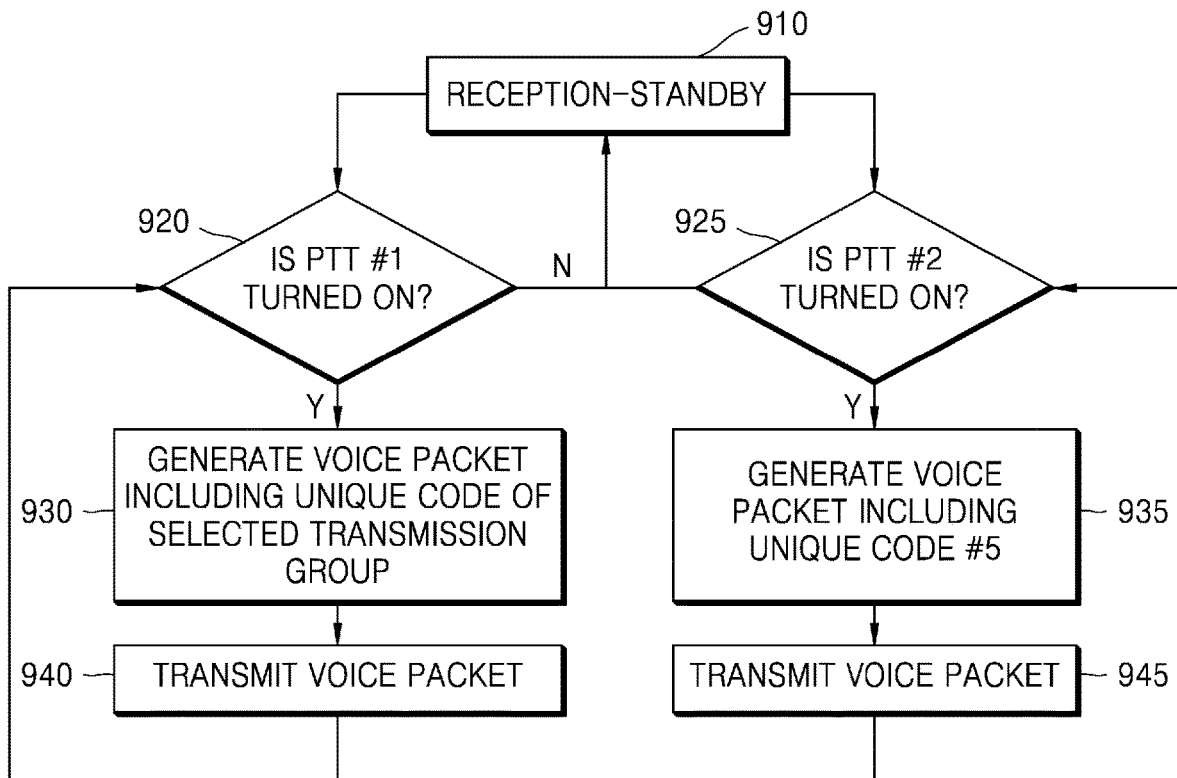 910
RECEPTION-STANDBY
920
IS PTT #1
TURNED ON?
N
925
IS PTT #2
TURNED ON?
Y
Y
930
GENERATE VOICE PACKET
INCLUDING UNIQUE CODE OF
SELECTED TRANSMISSION
GROUP
GENERATE VOICE
PACKET INCLUDING
UNIQUE CODE #5
935
940
TRANSMIT VOICE PACKET
TRANSMIT VOICE PACKET
945